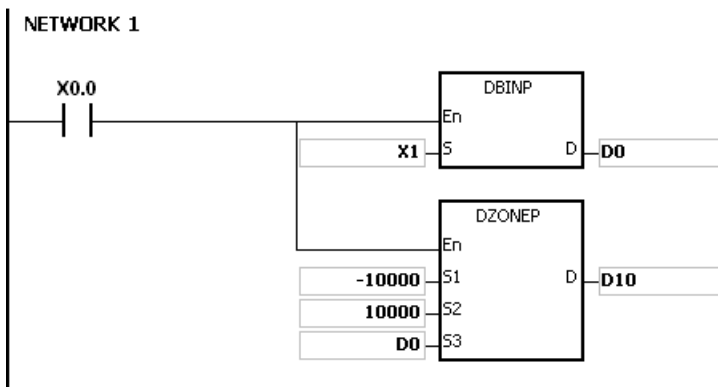 NETWORK 1
X0.0
DBINP
En
X1 S D D0
DZONEP
En
-10000 S1 D D10
10000 S2
D0 S3